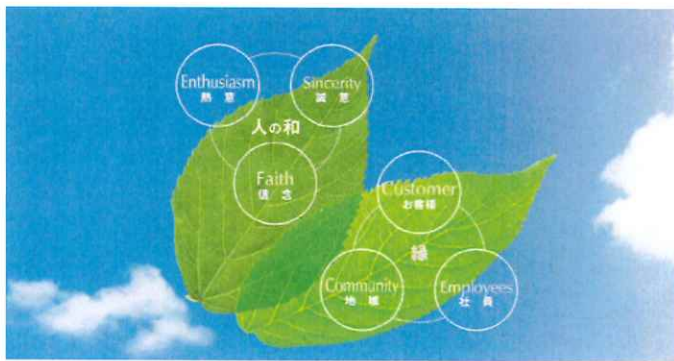 Enthusiasm
熱意
Sincerity
誠意
人の和
Faith
信念
Customer
お客様
縁
Community
地域
Employees
社員